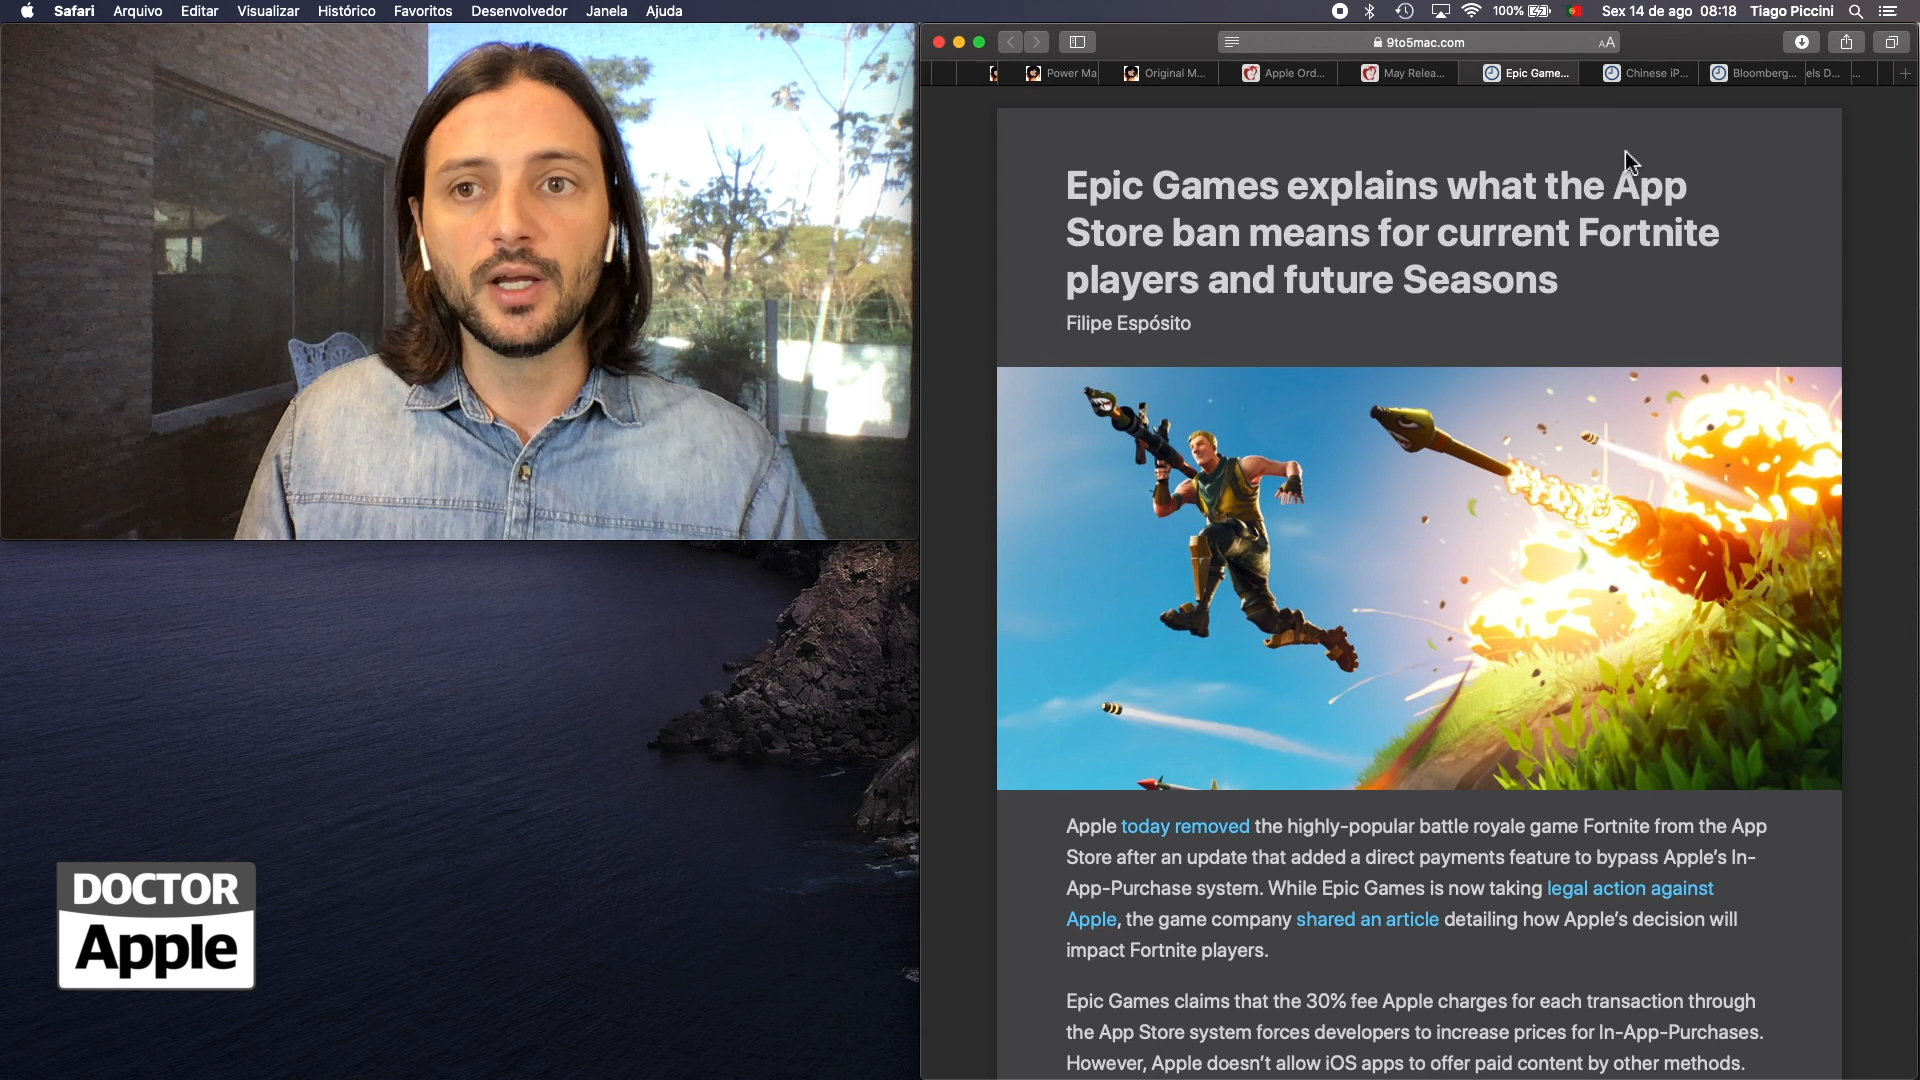 Safari Arquivo Editar Visualizar Histórico Favoritos Desenvolvedor Janela Ajuda
100% Sex 14 de ago 08:18 Tiago Piccini
9to5mac.com
AA
Power Ma
Original M...
Apple Ord...
May Relea...
Epic Game...
Chinese iP...
Bloomberg...
els D...
...
Epic Games explains what the App
Store ban means for current Fortnite
players and future Seasons
Filipe Espósito
Apple today removed the highly-popular battle royale game Fortnite from the App
Store after an update that added a direct payments feature to bypass Apple's In-
App-Purchase system. While Epic Games is now taking legal action against
Apple, the game company shared an article detailing how Apple's decision will
impact Fortnite players.
Epic Games claims that the 30% fee Apple charges for each transaction through
the App Store system forces developers to increase prices for In-App-Purchases.
However, Apple doesn't allow iOS apps to offer paid content by other methods.
DOCTOR
Apple